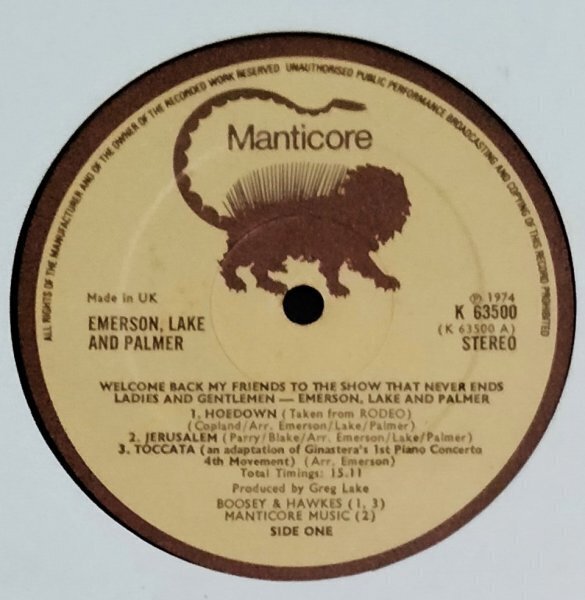 ALL RIGHTS OF THE MANUFACTURER AND OF THE OWNER OF THE RECORDED WORK RESERVED UNAUTHORISED PUBLIC PERFORMANCE BROADCASTING AND COPYING OF THIS RECORD PROHIBITED
Manticore
Made in UK
EMERSON, LAKE
AND PALMER
℗ 1974
K 63500
(K 63500 A)
STEREO
WELCOME BACK MY FRIENDS TO THE SHOW THAT NEVER ENDS
LADIES AND GENTLEMEN — EMERSON, LAKE AND PALMER
1. HOEDOWN (Taken from RODEO)
(Copland/Arr. Emerson/Lake/Palmer)
2. JERUSALEM (Parry/Blake/Arr. Emerson/Lake/Palmer)
3. TOCCATA (an adaptation of Ginastera's 1st Piano Concerto
4th Movement) (Arr. Emerson)
Total Timings: 15.11
Produced by Greg Lake
BOOSEY & HAWKES (1, 3)
MANTICORE MUSIC (2)
SIDE ONE